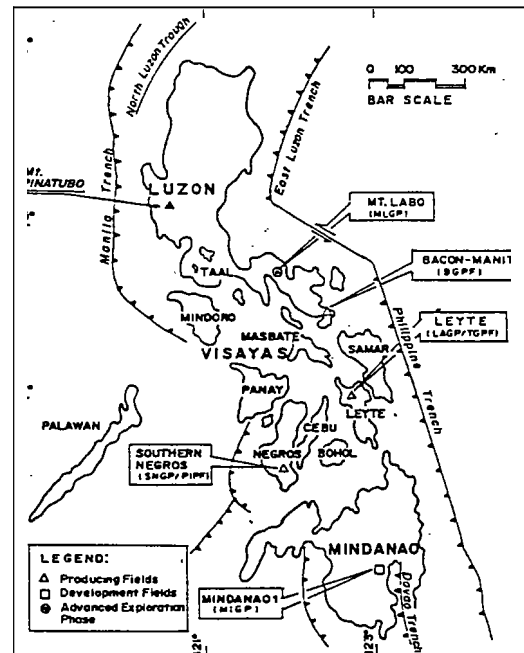 North Luzon Trough
0 100 300 Km
BAR SCALE
East Luzon Trench
Manila Trench
MT.
PINATUBO
LUZON
MT. LABO
(MLGP)
BACON-MANIT
(BGPF)
TAAL
MINDORO
MASBATE
LEYTE
(LAGP/TGPF)
Philippine Trench
VISAYAS
SAMAR
PANAY
LEYTE
PALAWAN
CEBU
NEGROS
BOHOL
SOUTHERN
NEGROS
(SNGP/PIPF)
MINDANAO
LEGEND:
Producing Fields
Development Fields
Advanced Exploration
Phase
MINDANAO 1
(MIGP)
Davao Trench
121°
123°